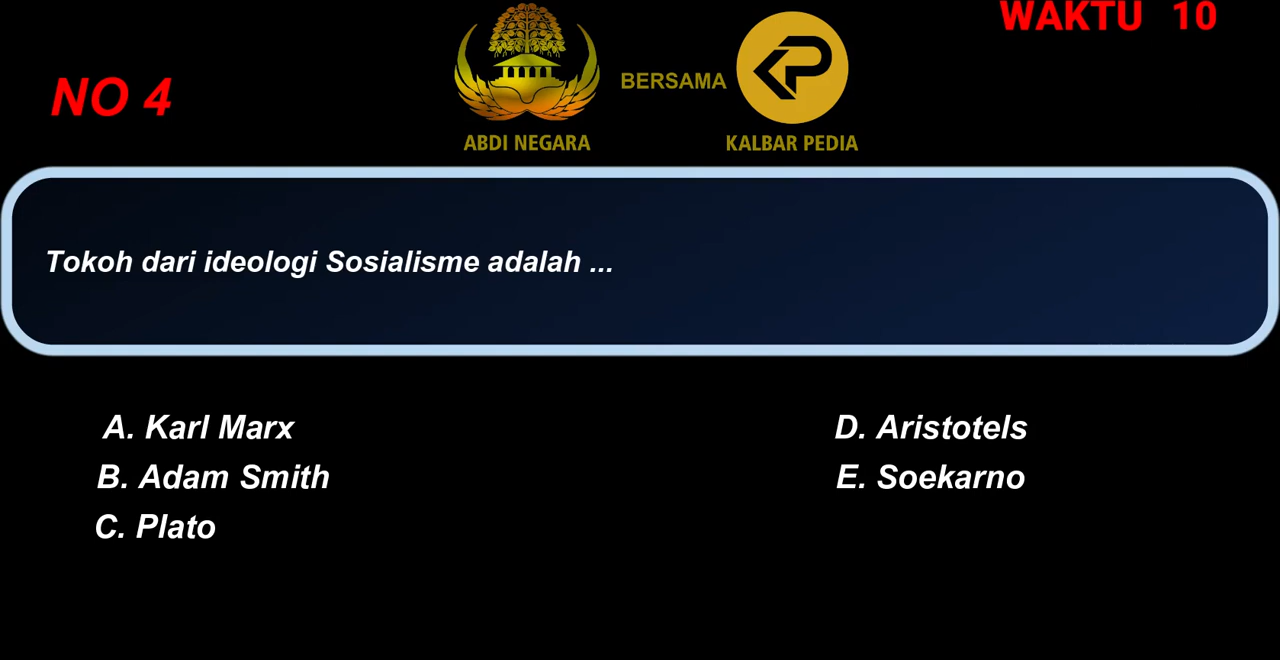 WAKTU 10
NO 4
BERSAMA
ABDI NEGARA
KALBAR PEDIA
Tokoh dari ideologi Sosialisme adalah ...
A. Karl Marx
B. Adam Smith
C. Plato
D. Aristotels
E. Soekarno